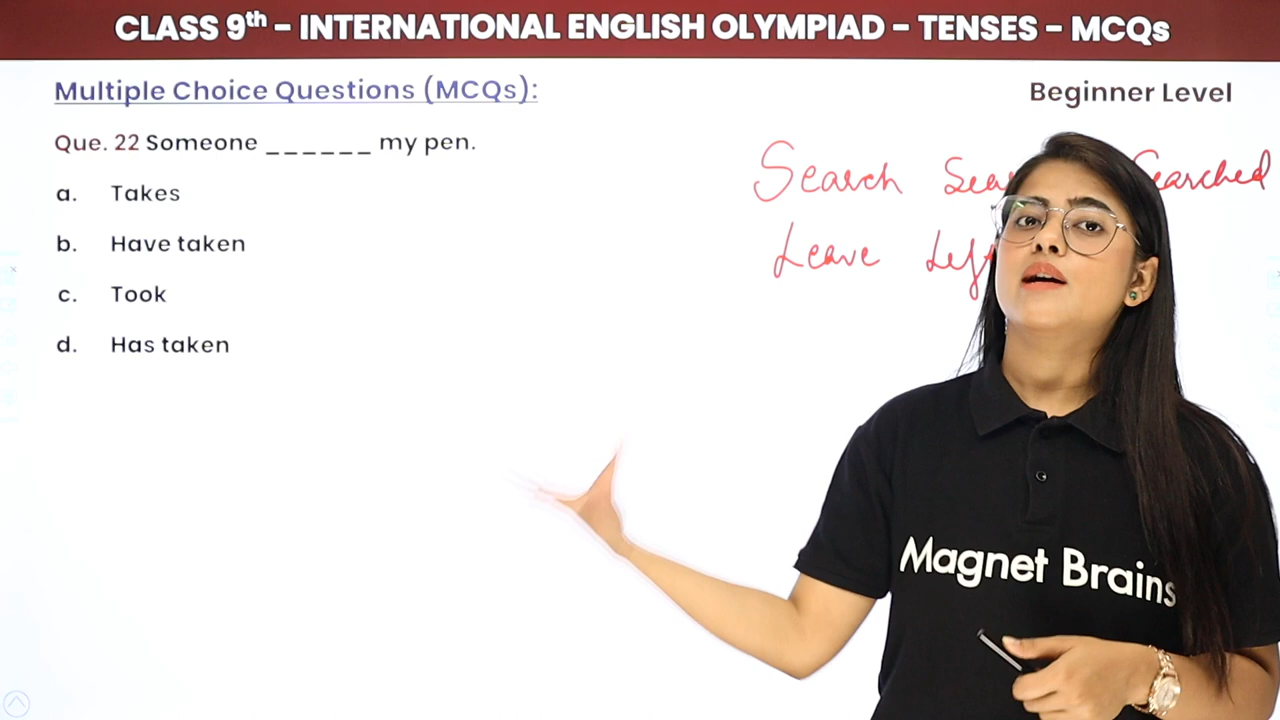 CLASS 9th - INTERNATIONAL ENGLISH OLYMPIAD - TENSES - MCQs
Multiple Choice Questions (MCQs):
Beginner Level
Que. 22 Someone ______ my pen.
a. Takes
b. Have taken
c. Took
d. Has taken
Search Searched
Leave
Magnet Brains